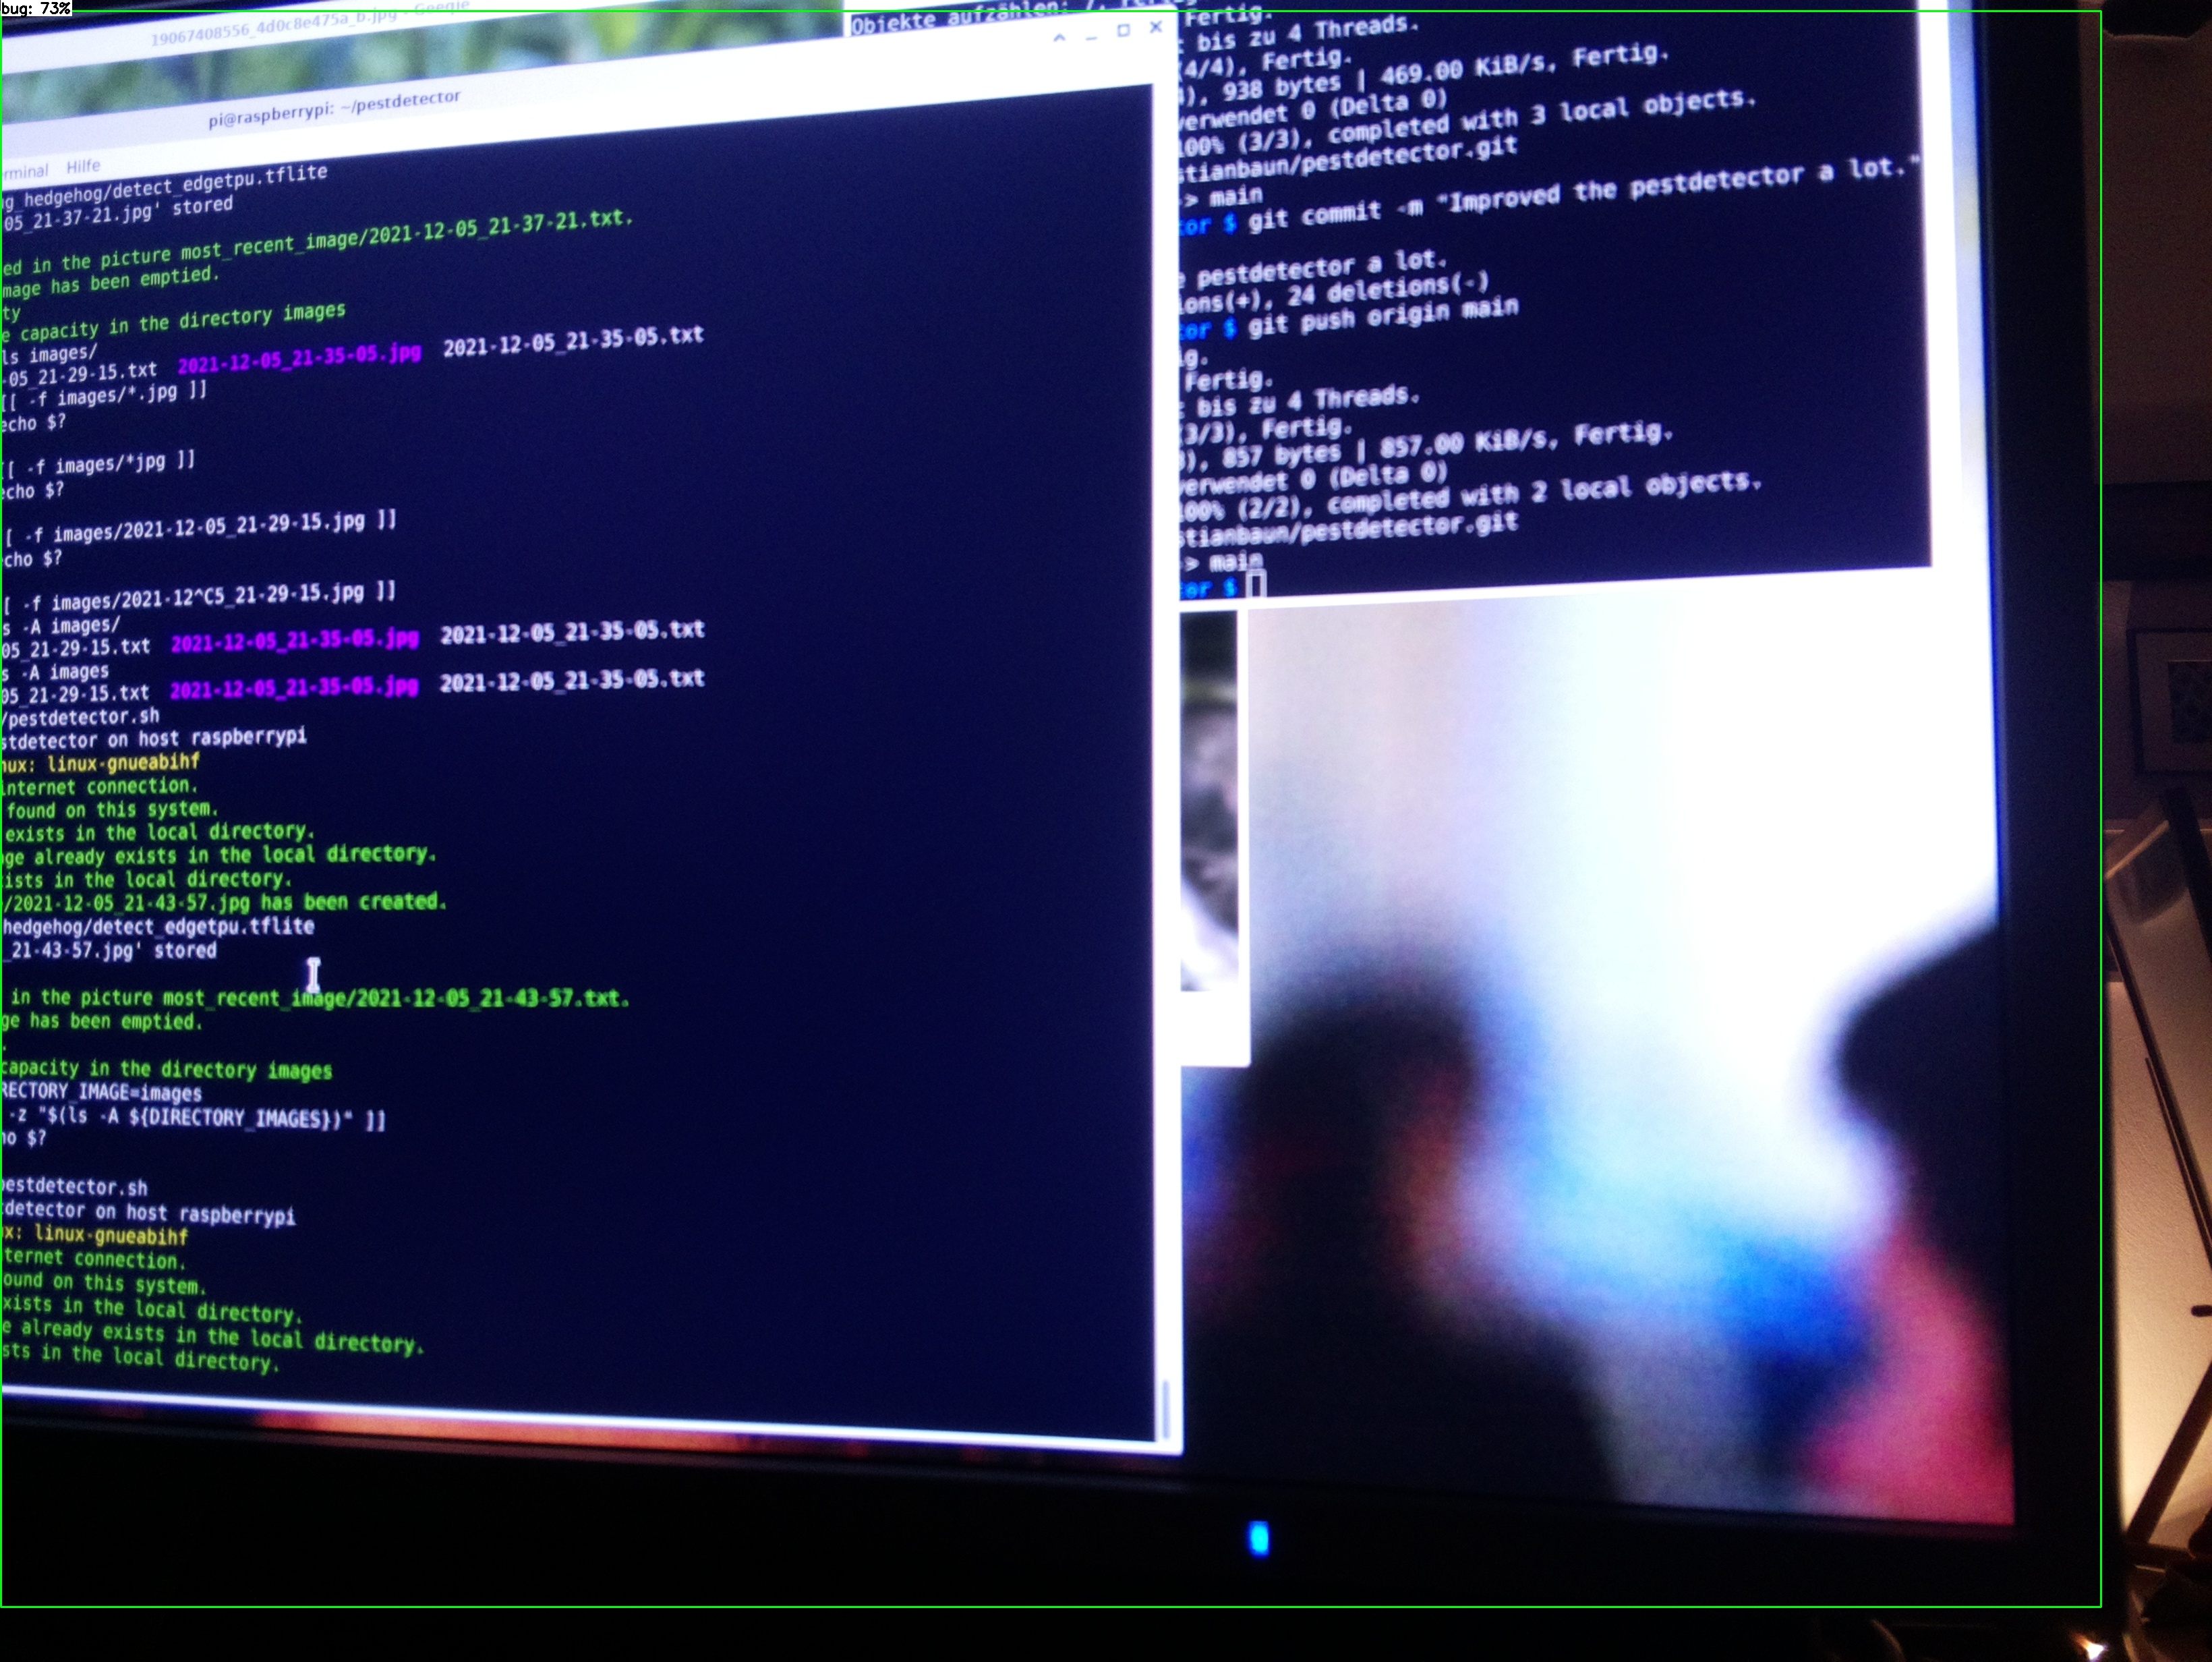 bug: 73%
19067408556_4d0c8e475a_b.jpg - Geeqie
pi@raspberrypi: ~/pestdetector
Hilfe
hedgehog/detect_edgetpu.tflite
05_21-37-21.jpg' stored
ed in the picture most_recent_image/2021-12-05_21-37-21.txt.
mage has been emptied.
ty
e capacity in the directory images
ls images/
-05_21-29-15.txt 2021-12-05_21-35-05.jpg 2021-12-05_21-35-05.txt
[[ -f images/*.jpg ]]
echo $?
[[ -f images/*jpg ]]
echo $?
[ -f images/2021-12-05_21-29-15.jpg ]]
cho $?
[ -f images/2021-12^C5_21-29-15.jpg ]]
s -A images/
05_21-29-15.txt 2021-12-05_21-35-05.jpg 2021-12-05_21-35-05.txt
s -A images
05_21-29-15.txt 2021-12-05_21-35-05.jpg 2021-12-05_21-35-05.txt
/pestdetector.sh
stdetector on host raspberrypi
nux: linux-gnueabihf
internet connection.
found on this system.
exists in the local directory.
ge already exists in the local directory.
ists in the local directory.
/2021-12-05_21-43-57.jpg has been created.
hedgehog/detect_edgetpu.tflite
_21-43-57.jpg' stored
in the picture most_recent_image/2021-12-05_21-43-57.txt.
ge has been emptied.
.
capacity in the directory images
RECTORY_IMAGE=images
-z "$(ls -A ${DIRECTORY_IMAGES})" ]]
ho $?
pestdetector.sh
tdetector on host raspberrypi
x: linux-gnueabihf
ternet connection.
ound on this system.
xists in the local directory.
e already exists in the local directory.
sts in the local directory.
Objekte aufzählen: 7, Fertig
Fertig.
bis zu 4 Threads.
(4/4), Fertig.
), 938 bytes | 469.00 KiB/s, Fertig.
verwendet 0 (Delta 0)
100% (3/3), completed with 3 local objects.
stianbaun/pestdetector.git
-> main
tor $ git commit -m "Improved the pestdetector a lot."
e pestdetector a lot.
ions(+), 24 deletions(-)
tor $ git push origin main
ig.
Fertig.
bis zu 4 Threads.
(3/3), Fertig.
), 857 bytes | 857.00 KiB/s, Fertig.
verwendet 0 (Delta 0)
100% (2/2), completed with 2 local objects.
stianbaun/pestdetector.git
-> main
tor $